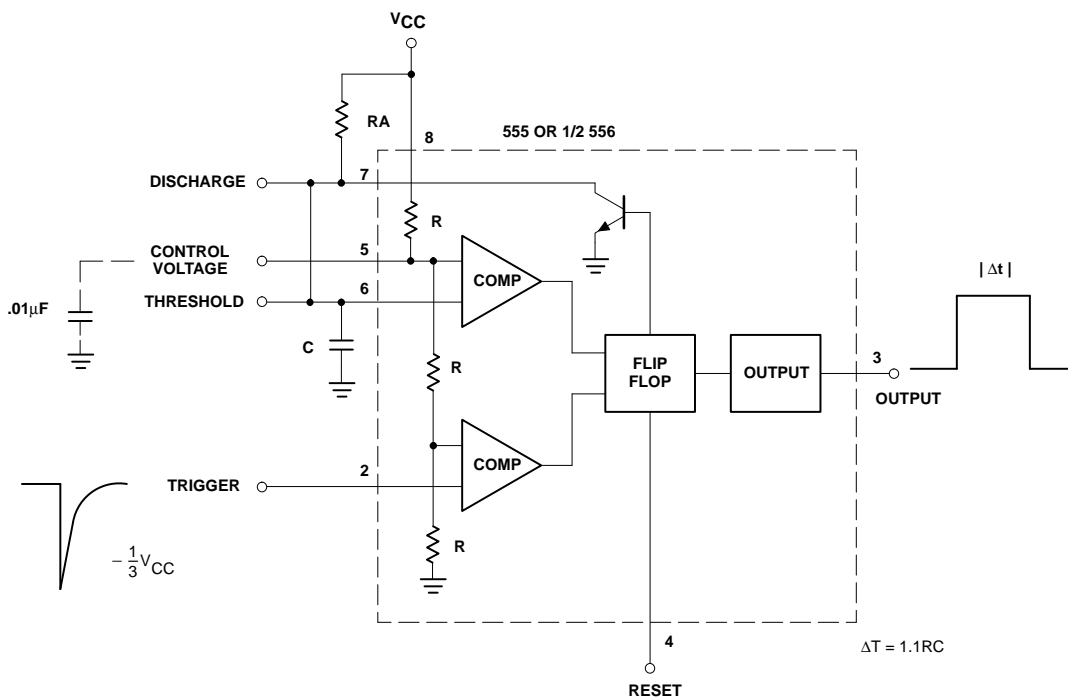 VCC
RA
8
555 OR 1/2 556
DISCHARGE
7
R
CONTROL
VOLTAGE
5
COMP
| Δt |
THRESHOLD
6
.01μF
C
R
FLIP
FLOP
OUTPUT
3
OUTPUT
COMP
2
TRIGGER
R
− 1/3 VCC
4
ΔT = 1.1RC
RESET